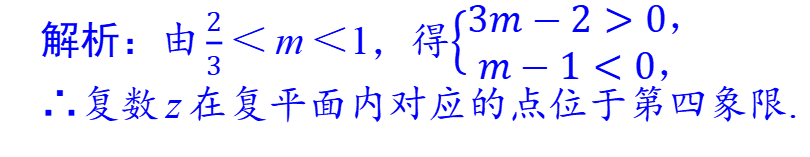 解析：由 2/3＜m＜1，得{3m－2＞0，
m－1＜0，
∴复数z在复平面内对应的点位于第四象限.